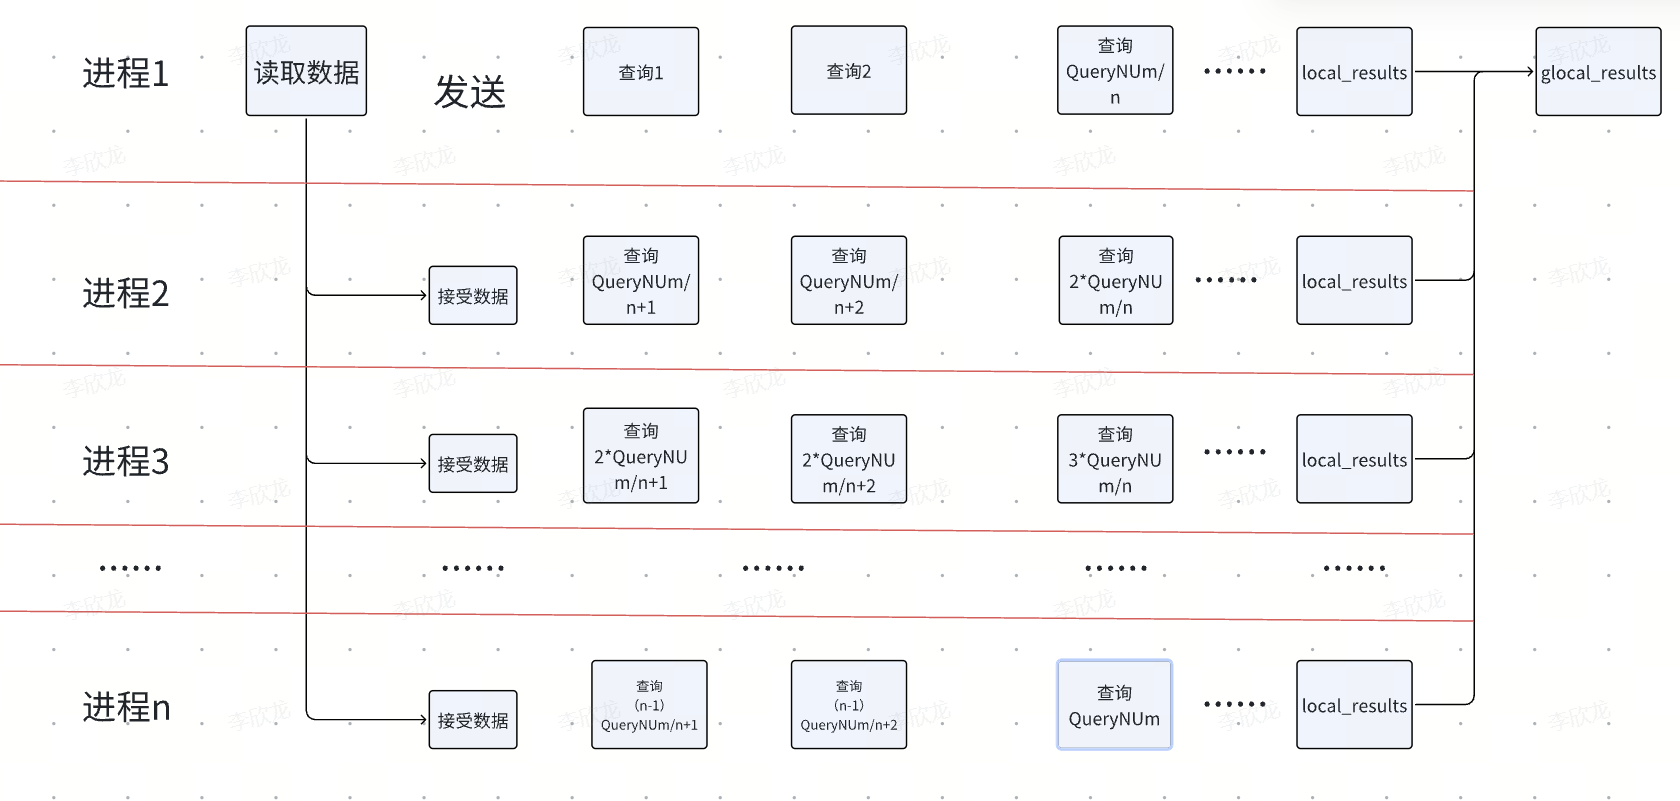 进程1
读取数据
发送
查询1
查询2
查询
QueryNUm/
n
......
local_results
glocal_results
进程2
接受数据
查询
QueryNUm/
n+1
查询
QueryNUm/
n+2
查询
2*QueryNU
m/n
......
local_results
进程3
接受数据
查询
2*QueryNU
m/n+1
查询
2*QueryNU
m/n+2
查询
3*QueryNU
m/n
......
local_results
......
......
......
......
......
进程n
接受数据
查询
(n-1)
QueryNUm/n+1
查询
(n-1)
QueryNUm/n+2
查询
QueryNUm
......
local_results
李欣龙